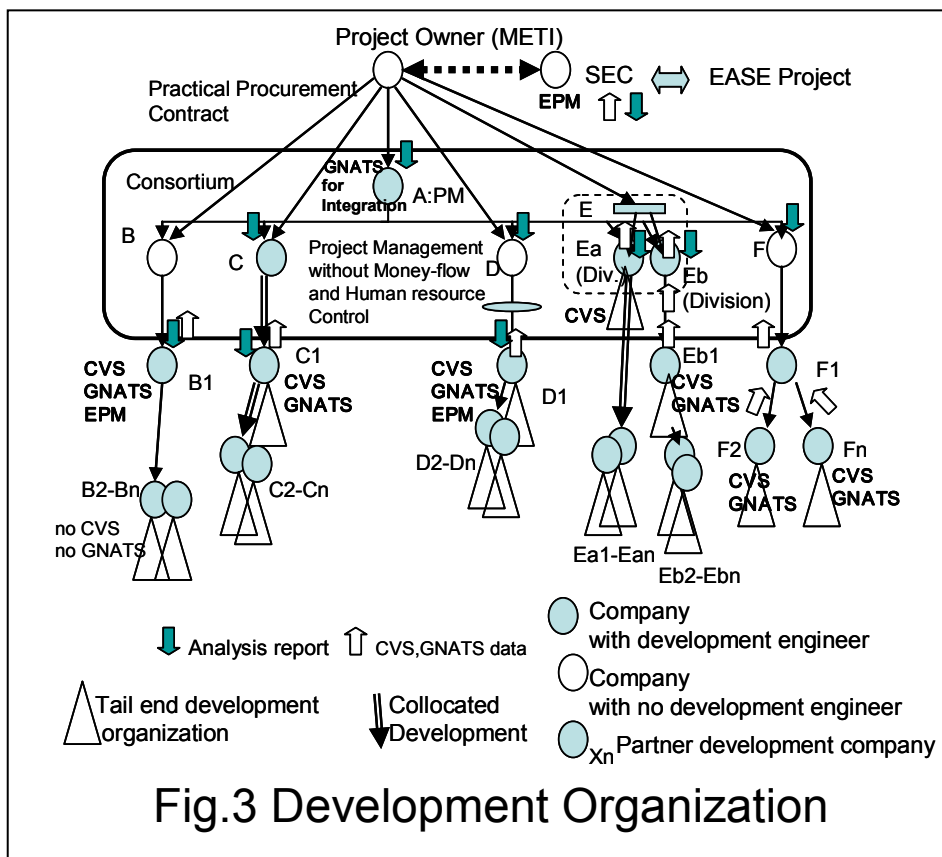 Project Owner (METI)
SEC
EASE Project
EPM
Practical Procurement
Contract
Consortium
GNATS
for
Integration
A:PM
B
C
Project Management
without Money-flow
and Human resource
Control
D
E
Ea
(Div.)
Eb
(Division)
F
CVS
CVS
GNATS
EPM
B1
C1
CVS
GNATS
CVS
GNATS
EPM
D1
Eb1
CVS
GNATS
F1
B2-Bn
no CVS
no GNATS
C2-Cn
D2-Dn
Ea1-Ean
Eb2-Ebn
F2
CVS
GNATS
Fn
CVS
GNATS
Analysis report
CVS,GNATS data
Company
with development engineer
Tail end development
organization
Collocated
Development
Company
with no development engineer
Xn Partner development company
Fig.3 Development Organization